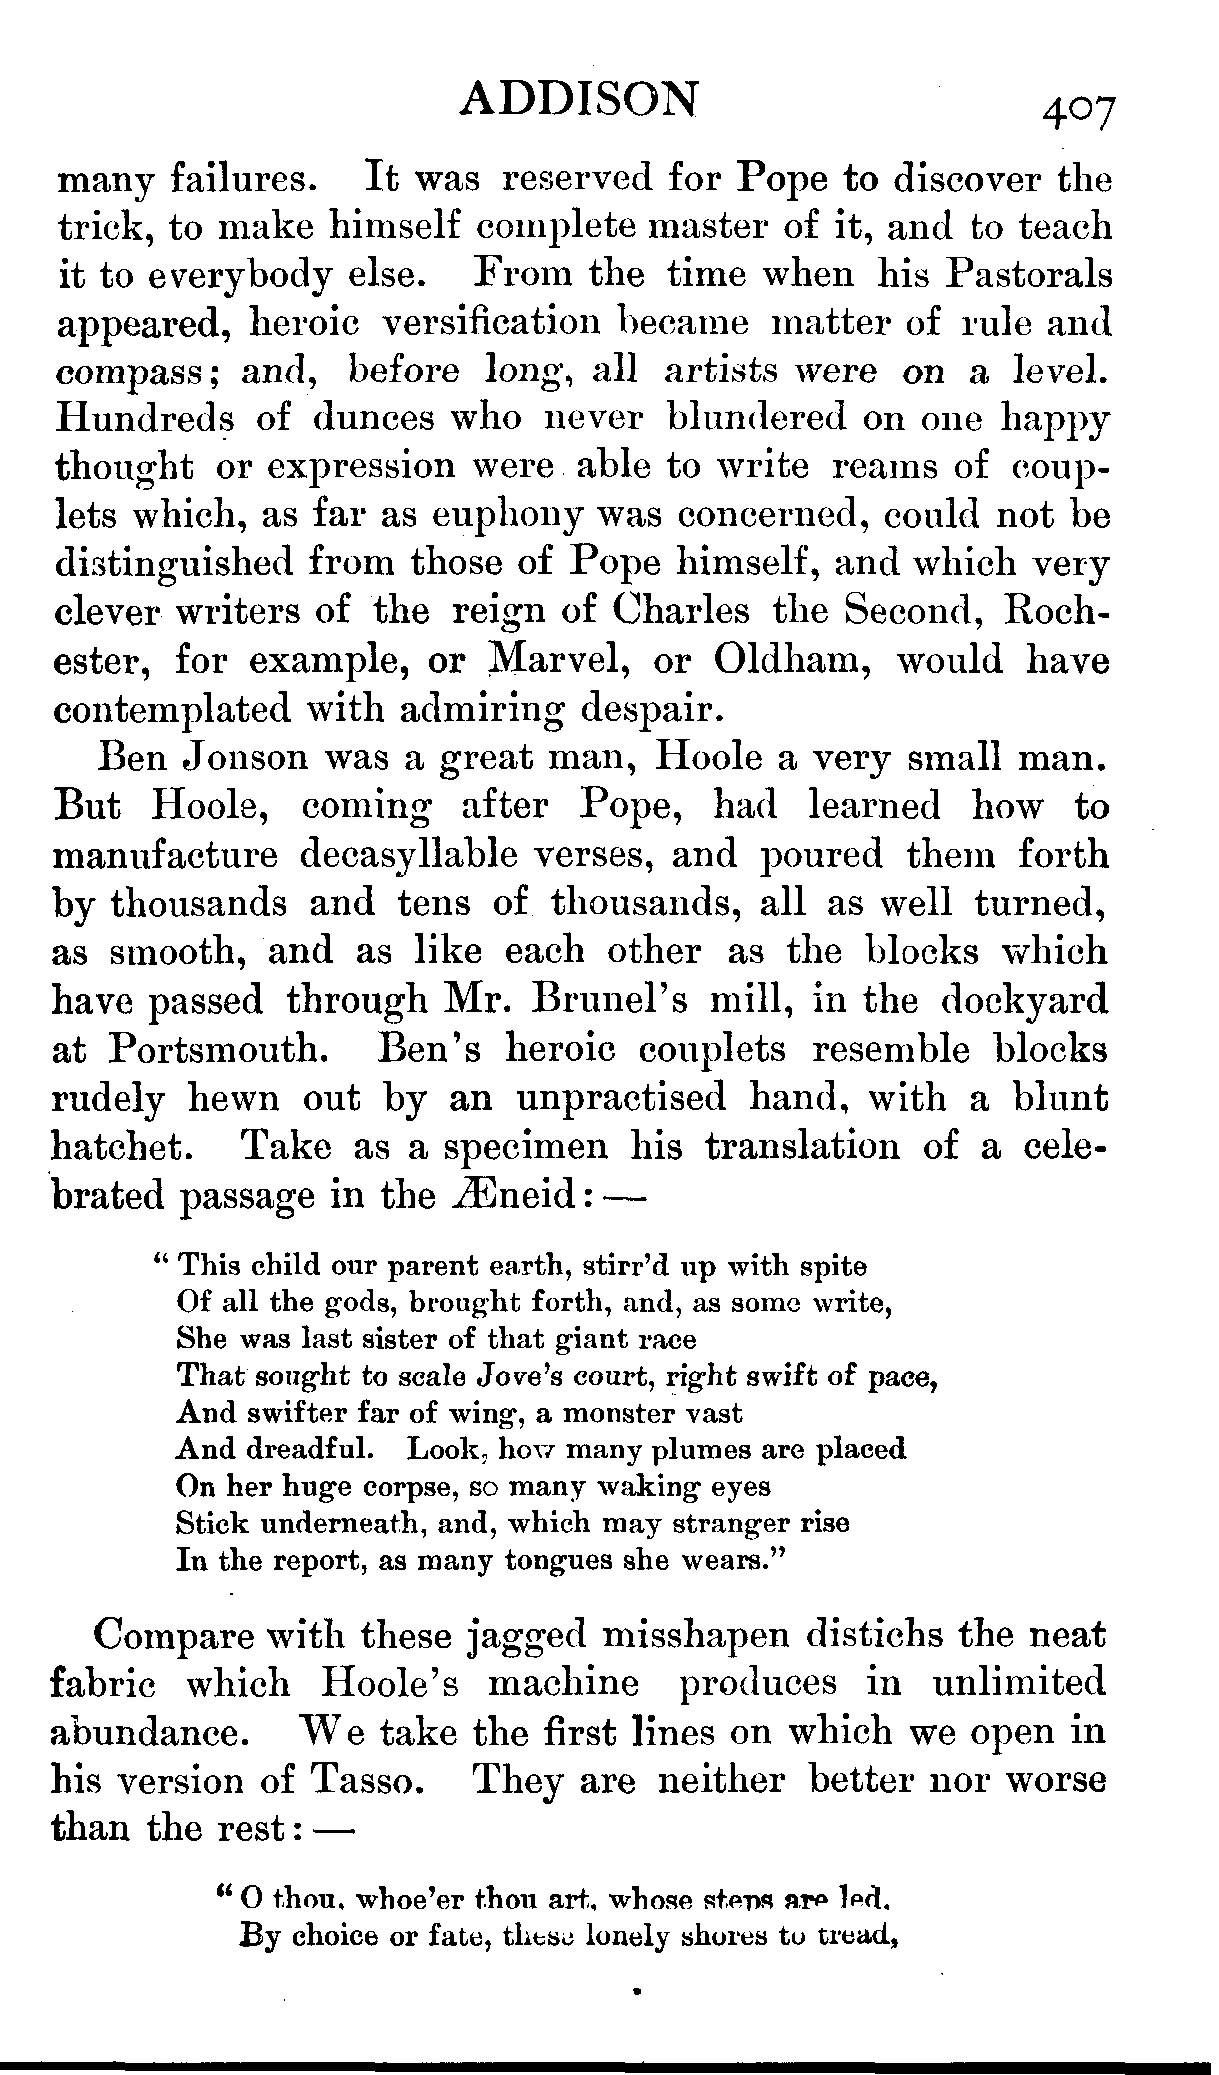 ADDISON 407
many failures. It was reserved for Pope to discover the
trick, to make himself complete master of it, and to teach
it to everybody else. From the time when his Pastorals
appeared, heroic versification became matter of rule and
compass; and, before long, all artists were on a level.
Hundreds of dunces who never blundered on one happy
thought or expression were able to write reams of coup-
lets which, as far as euphony was concerned, could not be
distinguished from those of Pope himself, and which very
clever writers of the reign of Charles the Second, Roch-
ester, for example, or Marvel, or Oldham, would have
contemplated with admiring despair.
Ben Jonson was a great man, Hoole a very small man.
But Hoole, coming after Pope, had learned how to
manufacture decasyllable verses, and poured them forth
by thousands and tens of thousands, all as well turned,
as smooth, and as like each other as the blocks which
have passed through Mr. Brunel's mill, in the dockyard
at Portsmouth. Ben's heroic couplets resemble blocks
rudely hewn out by an unpractised hand, with a blunt
hatchet. Take as a specimen his translation of a cele-
brated passage in the Æneid: —
“ This child our parent earth, stirr'd up with spite
Of all the gods, brought forth, and, as some write,
She was last sister of that giant race
That sought to scale Jove's court, right swift of pace,
And swifter far of wing, a monster vast
And dreadful. Look, how many plumes are placed
On her huge corpse, so many waking eyes
Stick underneath, and, which may stranger rise
In the report, as many tongues she wears.”
Compare with these jagged misshapen distichs the neat
fabric which Hoole's machine produces in unlimited
abundance. We take the first lines on which we open in
his version of Tasso. They are neither better nor worse
than the rest: —
“ O thou, whoe'er thou art, whose steps are led,
By choice or fate, these lonely shores to tread,